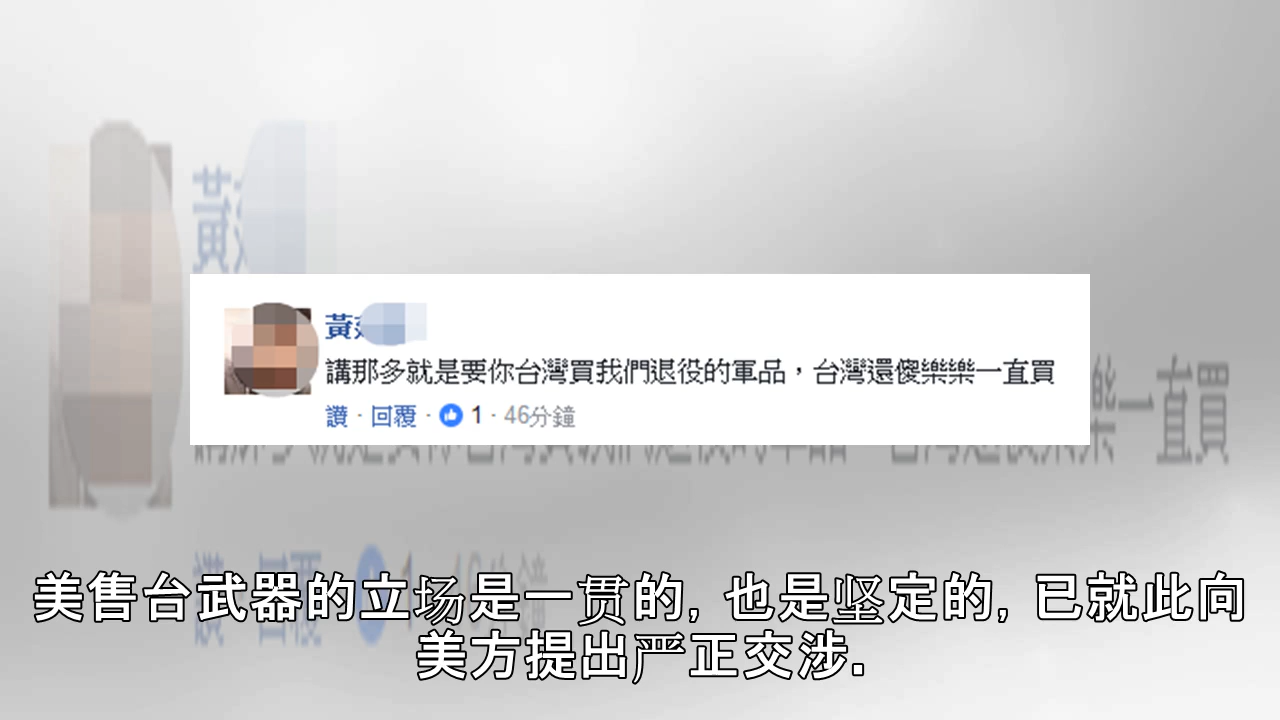 黃
講那多就是要你台灣買我們退役的軍品，台灣還傻樂樂一直買
讚 · 回覆 · 1 · 46分鐘
美售台武器的立场是一贯的, 也是坚定的, 已就此向
美方提出严正交涉.